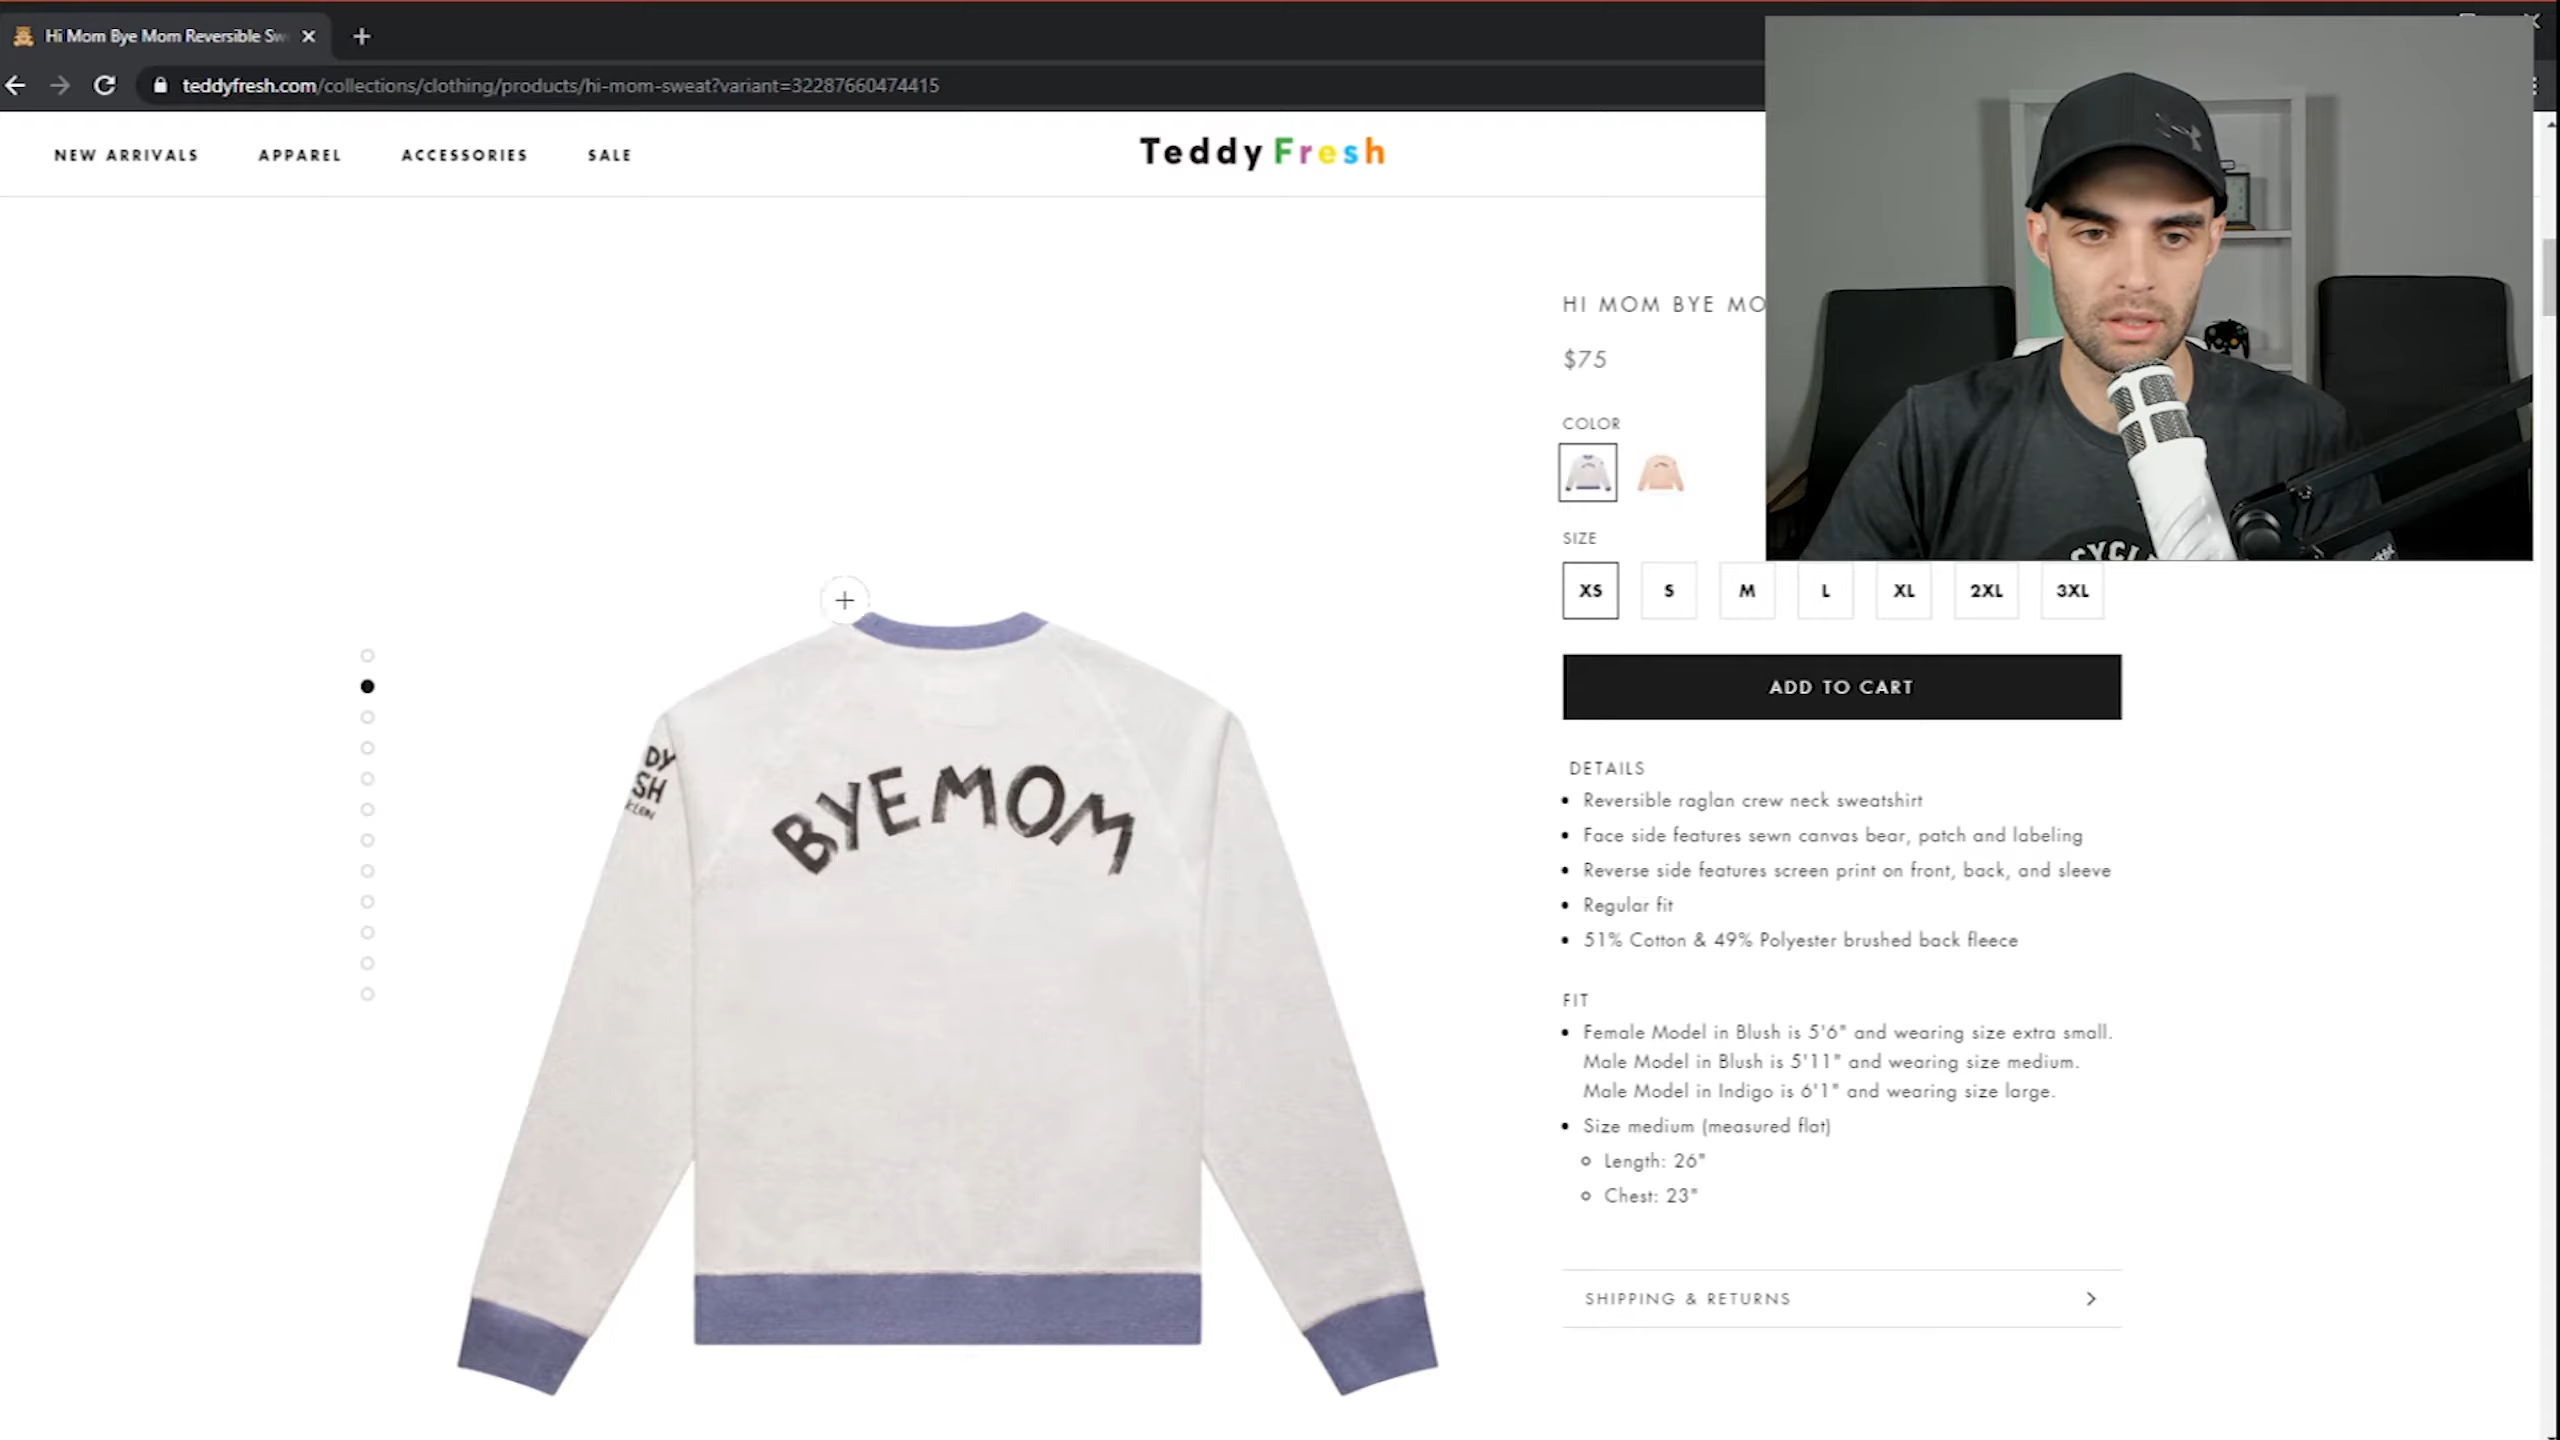 Hi Mom Bye Mom Reversible Sw
teddyfresh.com/collections/clothing/products/hi-mom-sweat?variant=32287660474415
NEW ARRIVALS
APPAREL
ACCESSORIES
SALE
Teddy Fresh
HI MOM BYE MO
$75
COLOR
SIZE
XS
S
M
L
XL
2XL
3XL
ADD TO CART
DY
SH
KLEIN
BYE MOM
DETAILS
Reversible raglan crew neck sweatshirt
Face side features sewn canvas bear, patch and labeling
Reverse side features screen print on front, back, and sleeve
Regular fit
51% Cotton & 49% Polyester brushed back fleece
FIT
Female Model in Blush is 5'6" and wearing size extra small.
Male Model in Blush is 5'11" and wearing size medium.
Male Model in Indigo is 6'1" and wearing size large.
Size medium (measured flat)
Length: 26"
Chest: 23"
SHIPPING & RETURNS